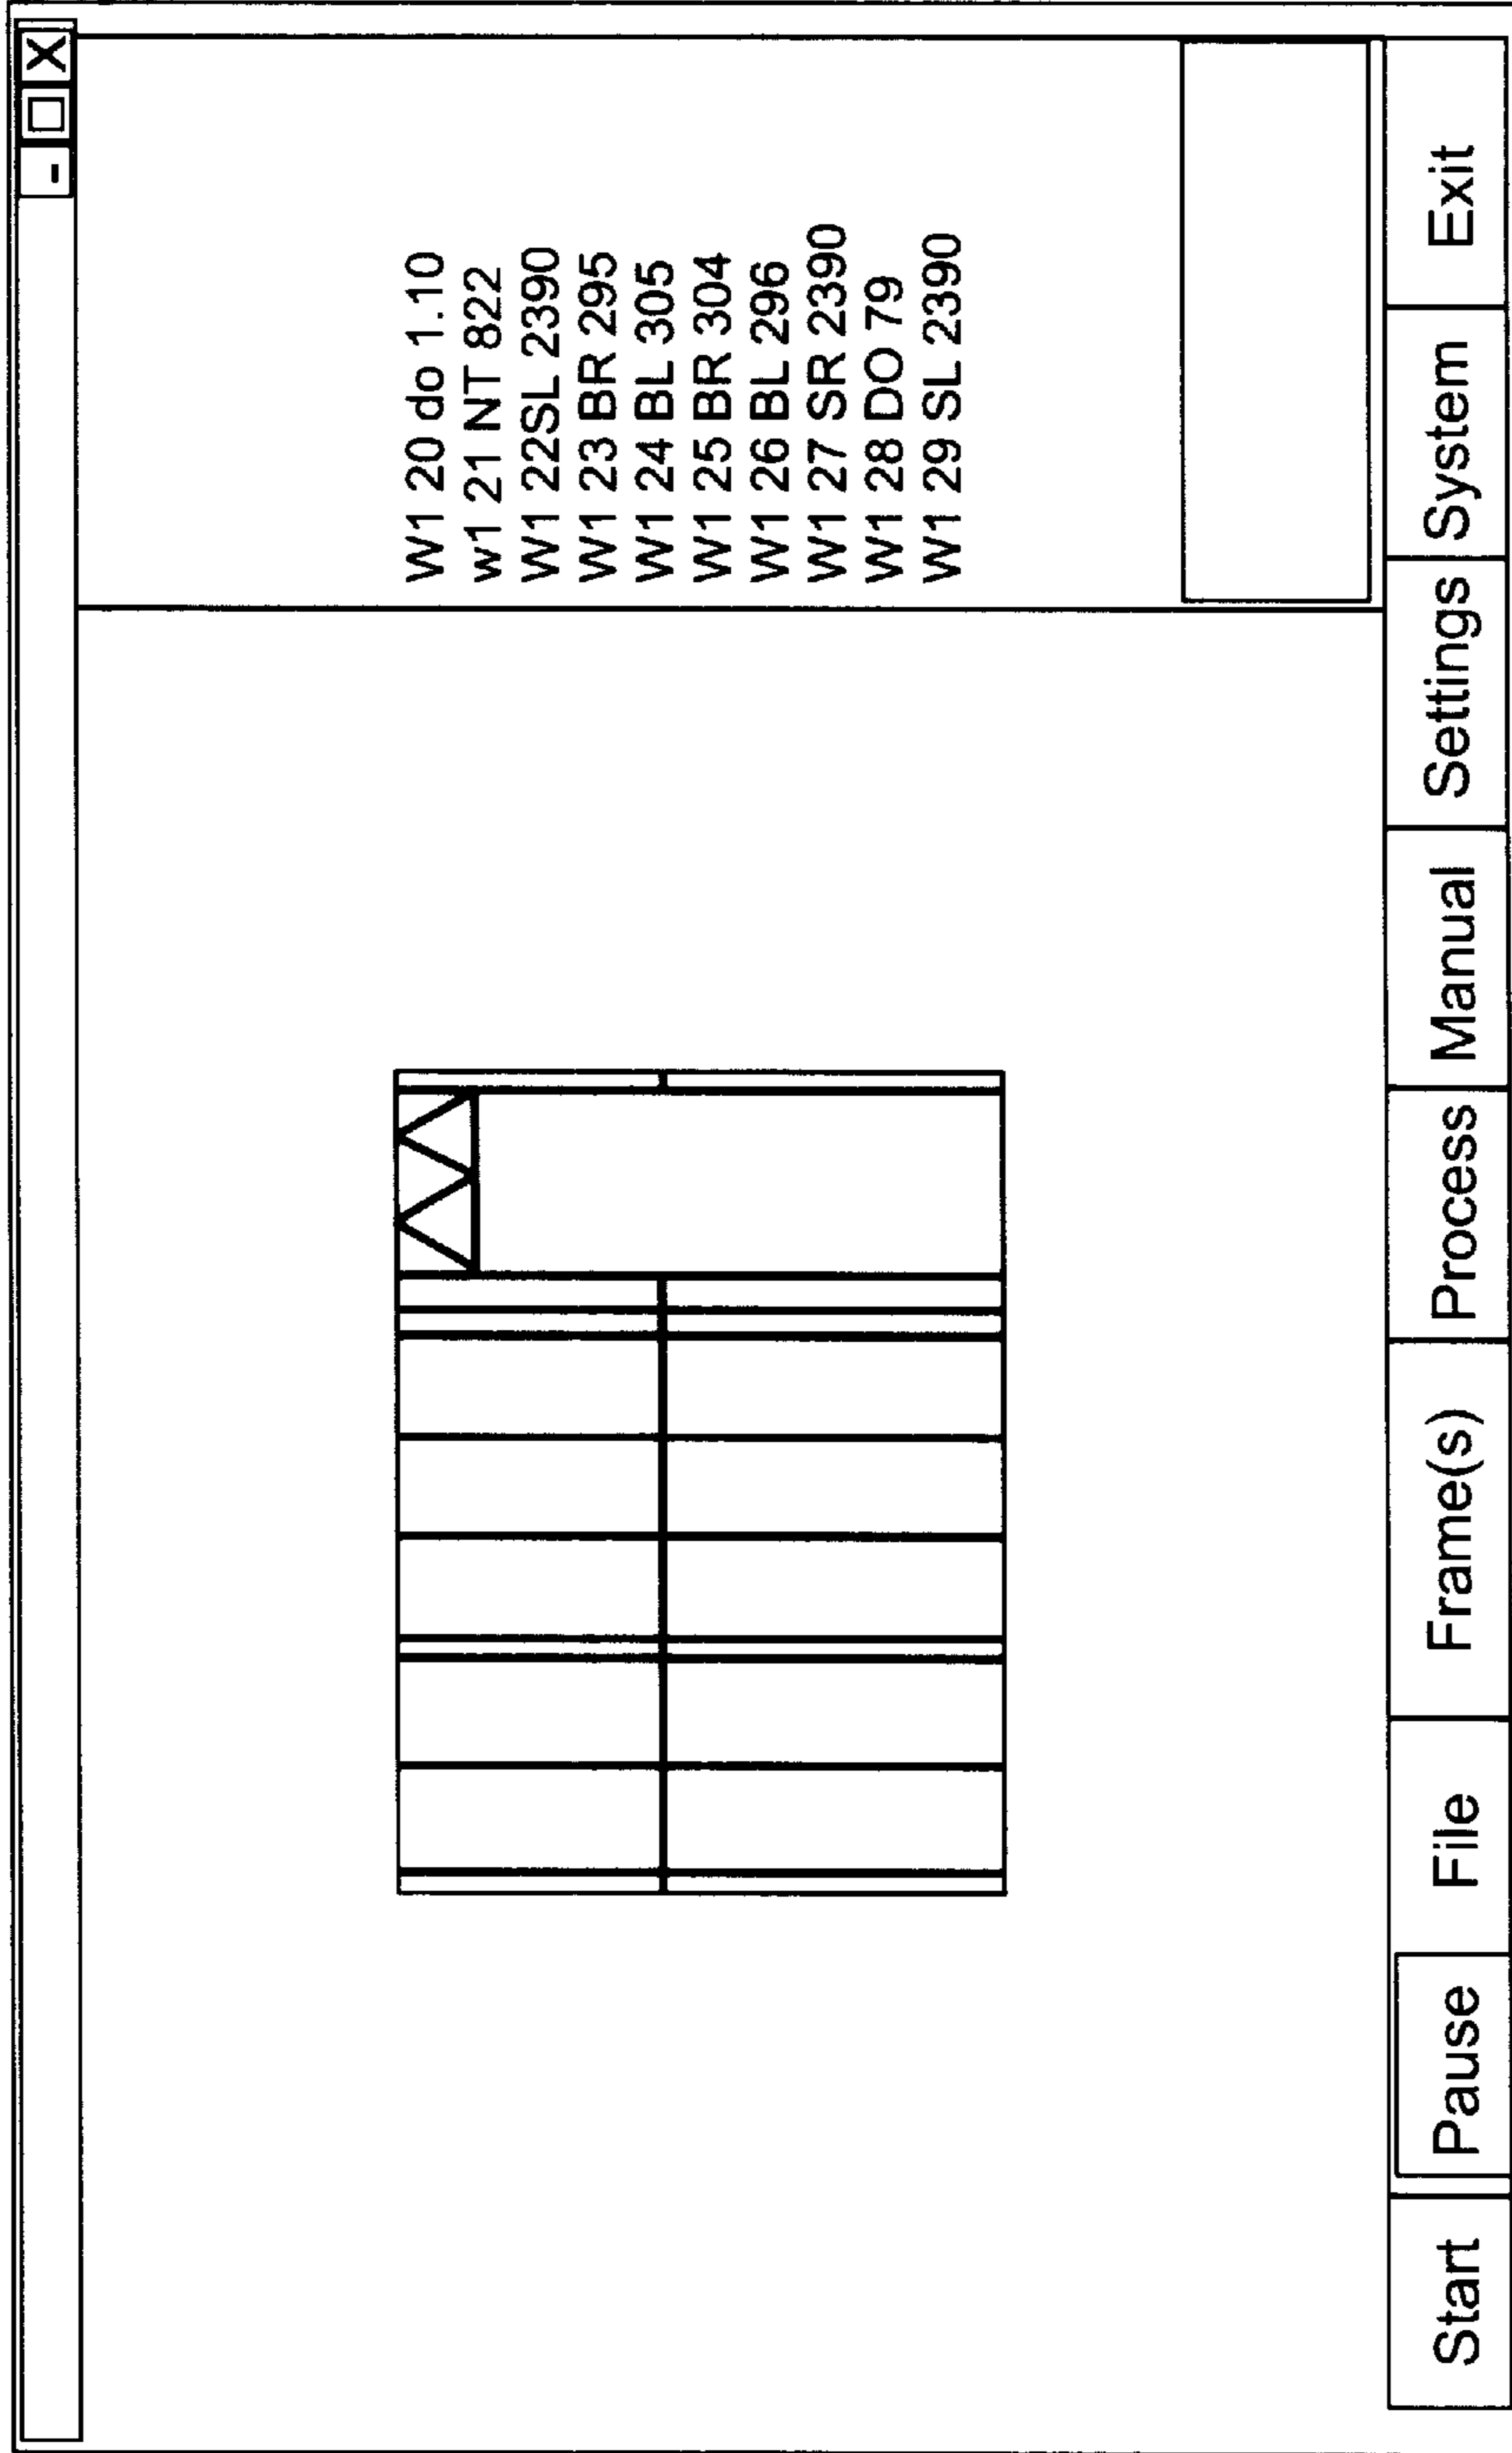 - □ X
W1 20 do 1.10
w1 21 NT 822
W1 22SL 2390
W1 23 BR 295
W1 24 BL 305
W1 25 BR 304
W1 26 BL 296
W1 27 SR 2390
W1 28 DO 79
W1 29 SL 2390
Start Pause File Frame(s) Process Manual Settings System Exit